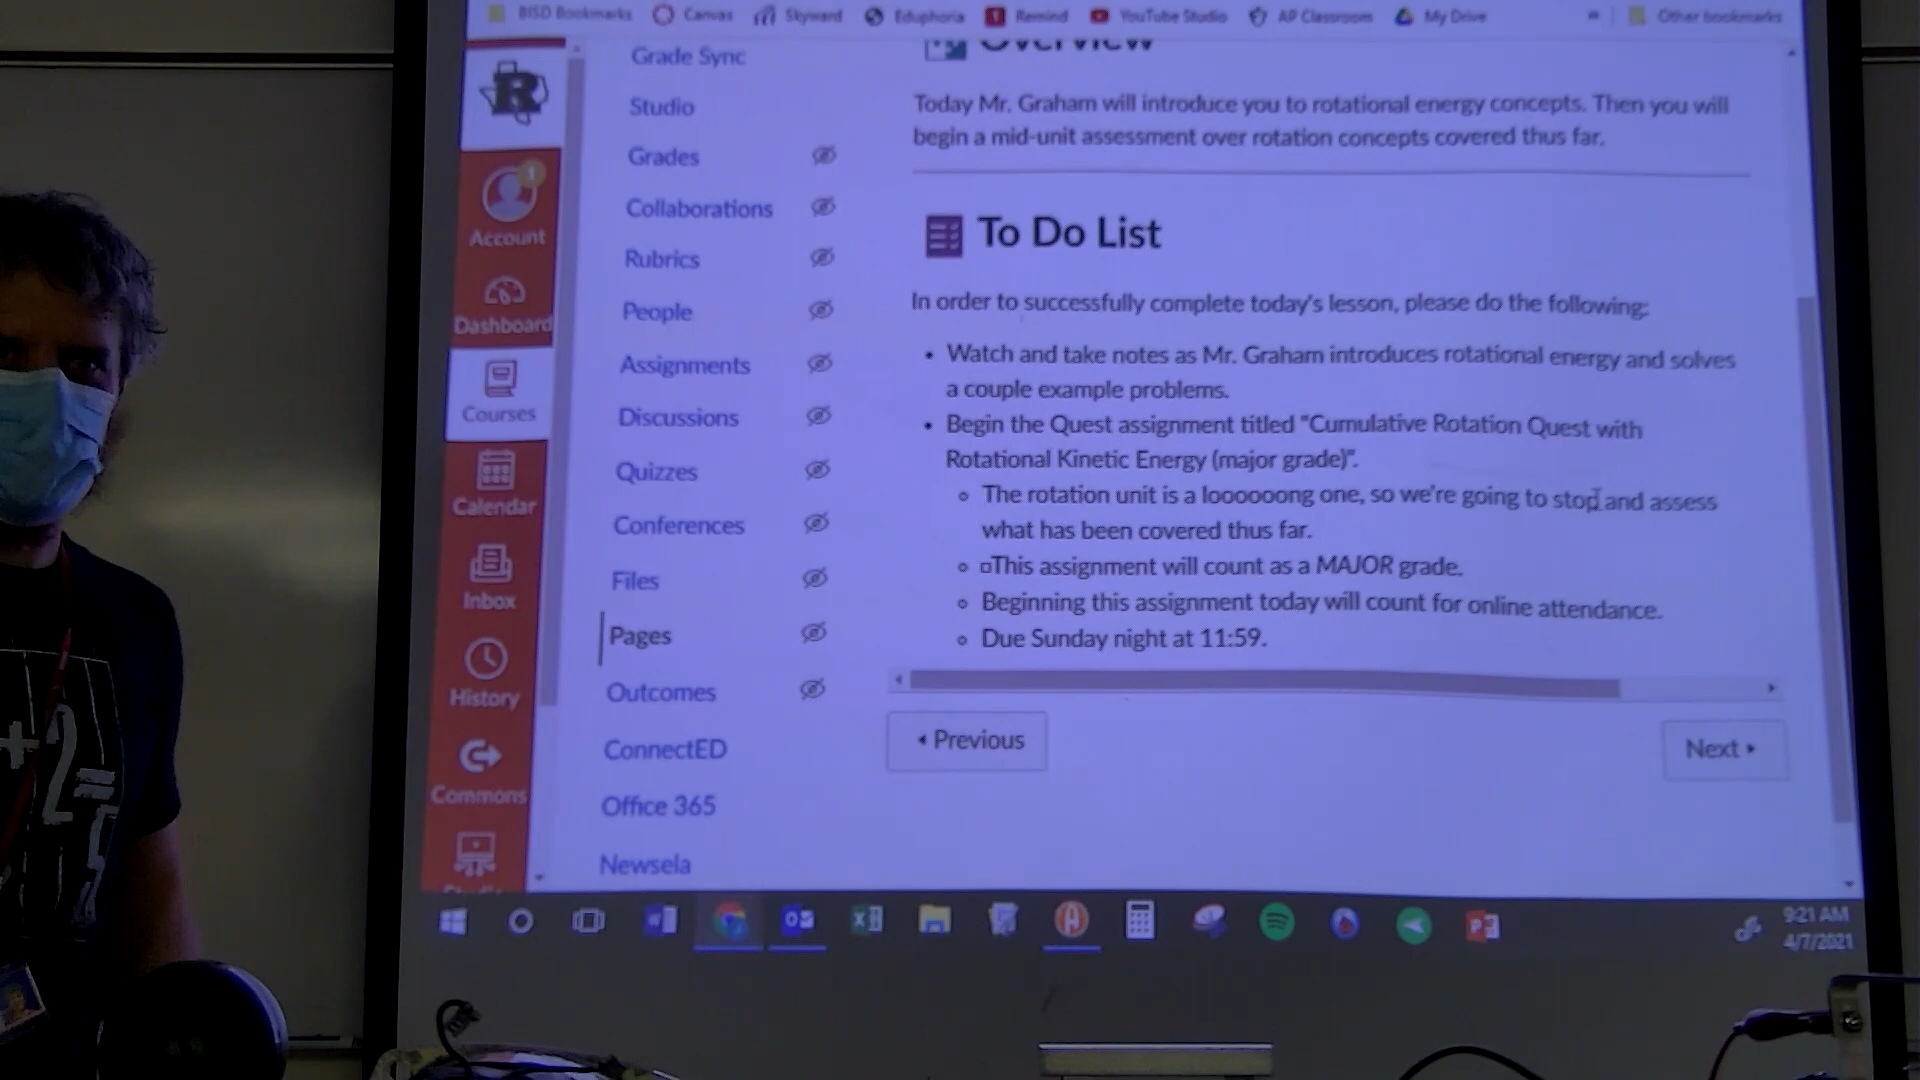 BISD Bookmarks Canvas Skyward Eduphoria Remind YouTube Studio AP Classroom My Drive » Other bookmarks
R
Account
1
Dashboard
Courses
Calendar
Inbox
History
Commons
Grade Sync
Studio
Grades
Collaborations
Rubrics
People
Assignments
Discussions
Quizzes
Conferences
Files
Pages
Outcomes
ConnectED
Office 365
Newsela
Overview
Today Mr. Graham will introduce you to rotational energy concepts. Then you will
begin a mid-unit assessment over rotation concepts covered thus far.
To Do List
In order to successfully complete today's lesson, please do the following:
• Watch and take notes as Mr. Graham introduces rotational energy and solves
a couple example problems.
• Begin the Quest assignment titled "Cumulative Rotation Quest with
Rotational Kinetic Energy (major grade)".
◦ The rotation unit is a looooooong one, so we're going to stop and assess
what has been covered thus far.
◦ This assignment will count as a MAJOR grade.
◦ Beginning this assignment today will count for online attendance.
◦ Due Sunday night at 11:59.
Previous
Next
9:21 AM
4/7/2021
+2=